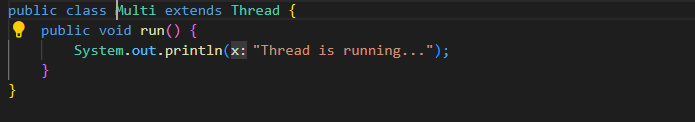 public class Multi extends Thread {
public void run() {
System.out.println(x: "Thread is running...");
}
}